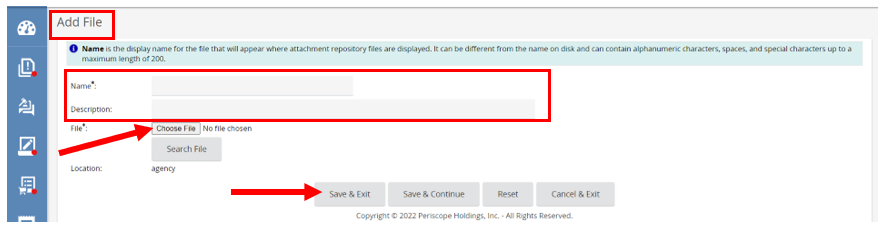 Add File
Name is the display name for the file that will appear where attachment repository files are displayed. It can be different from the name on disk and can contain alphanumeric characters, spaces, and special characters up to a
maximum length of 200.
Name*:
Description:
File*: Choose File No file chosen
Search File
Location: agency
Save & Exit Save & Continue Reset Cancel & Exit
Copyright © 2022 Periscope Holdings, Inc. - All Rights Reserved.